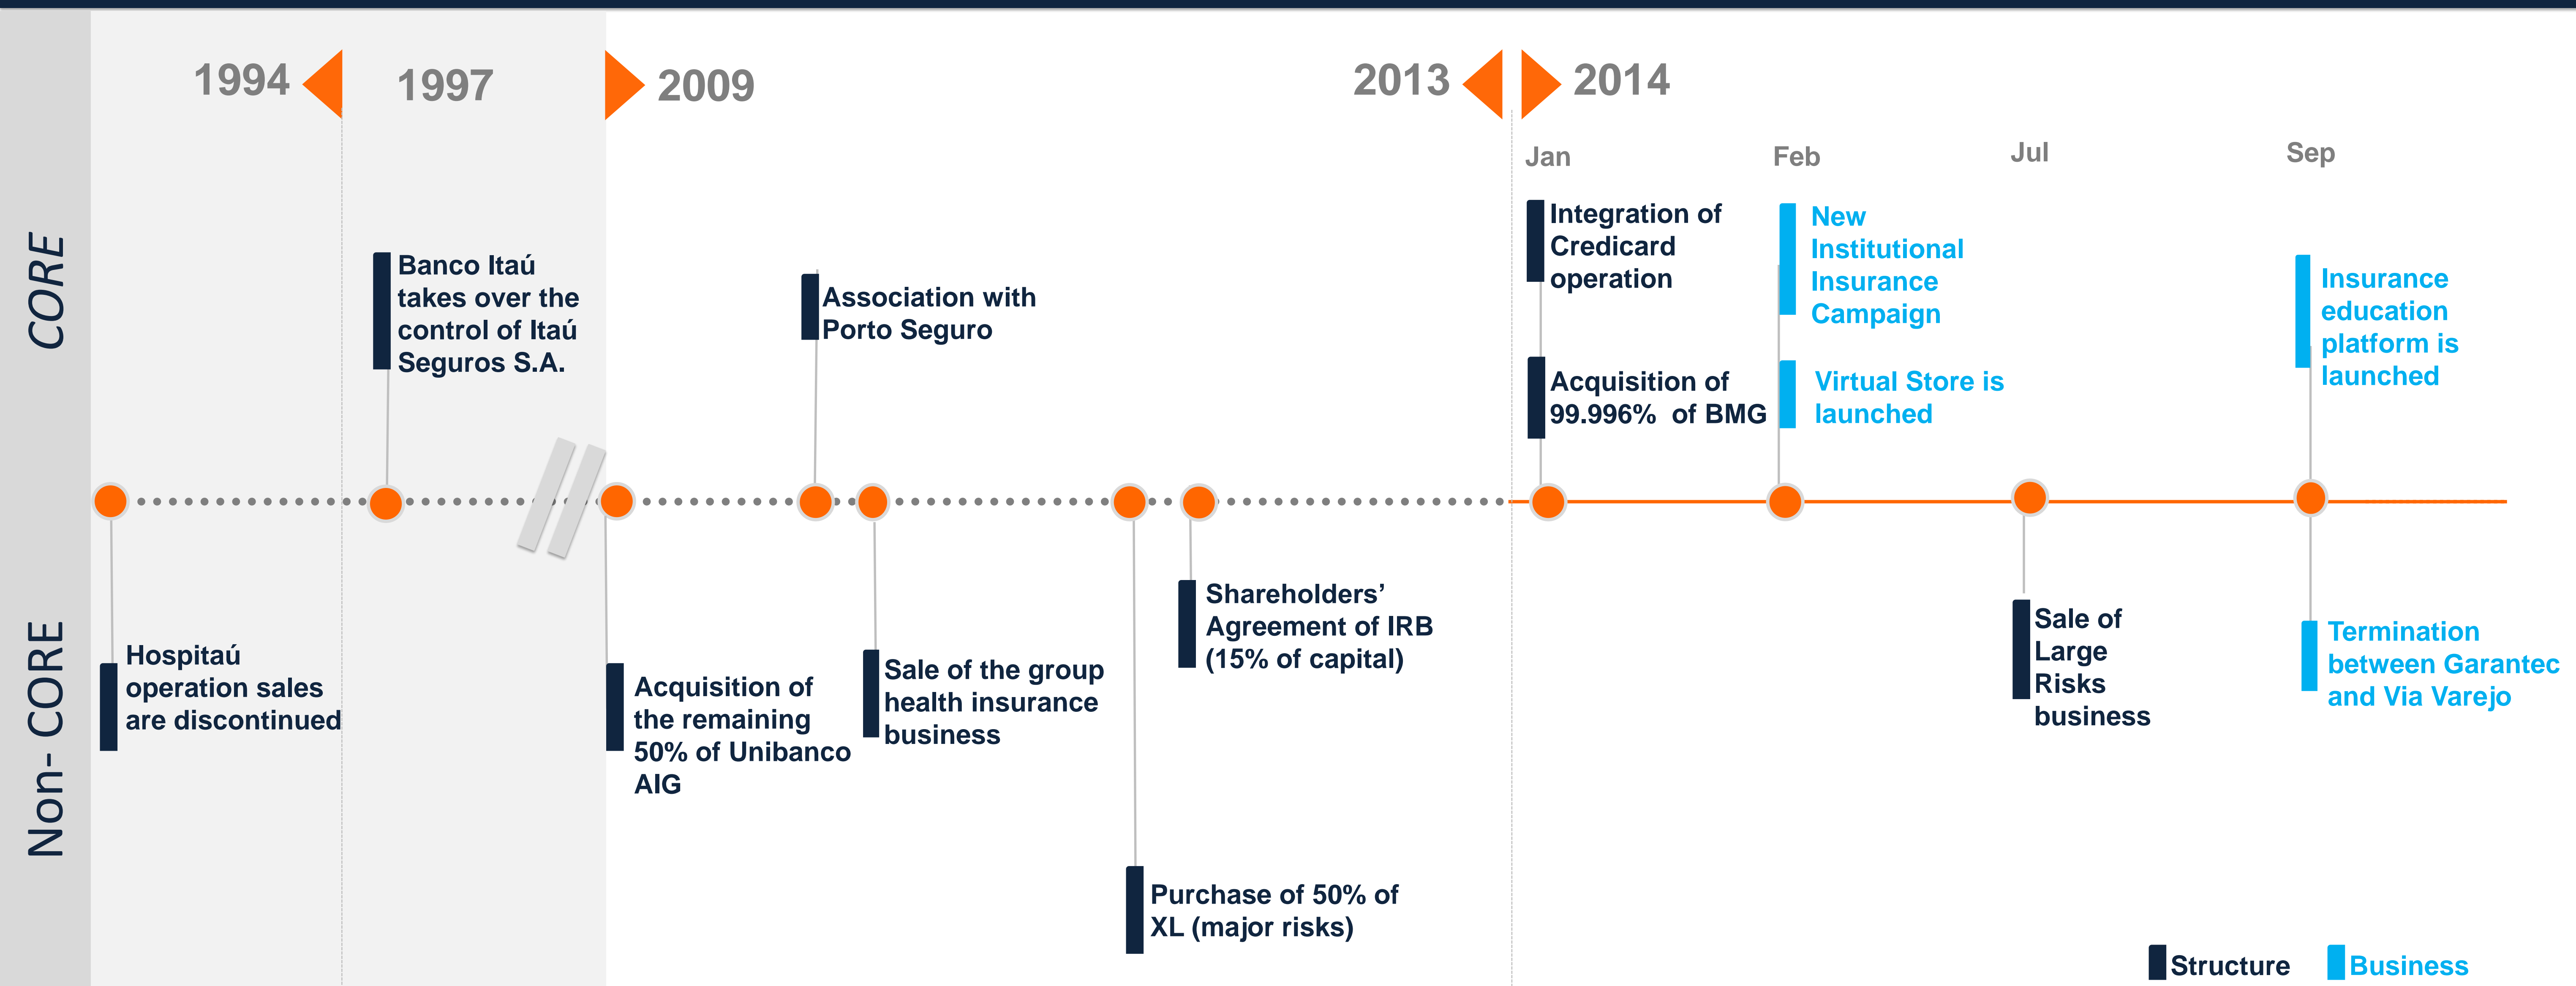 1994
1997
2009
2013
2014
Jan
Feb
Jul
Sep
CORE
Banco Itaú
takes over the
control of Itaú
Seguros S.A.
Association with
Porto Seguro
Integration of
Credicard
operation
Acquisition of
99.996% of BMG
New
Institutional
Insurance
Campaign
Virtual Store is
launched
Insurance
education
platform is
launched
Non- CORE
Hospitaú
operation sales
are discontinued
Acquisition of
the remaining
50% of Unibanco
AIG
Sale of the group
health insurance
business
Purchase of 50% of
XL (major risks)
Shareholders’
Agreement of IRB
(15% of capital)
Sale of
Large
Risks
business
Termination
between Garantec
and Via Varejo
Structure
Business